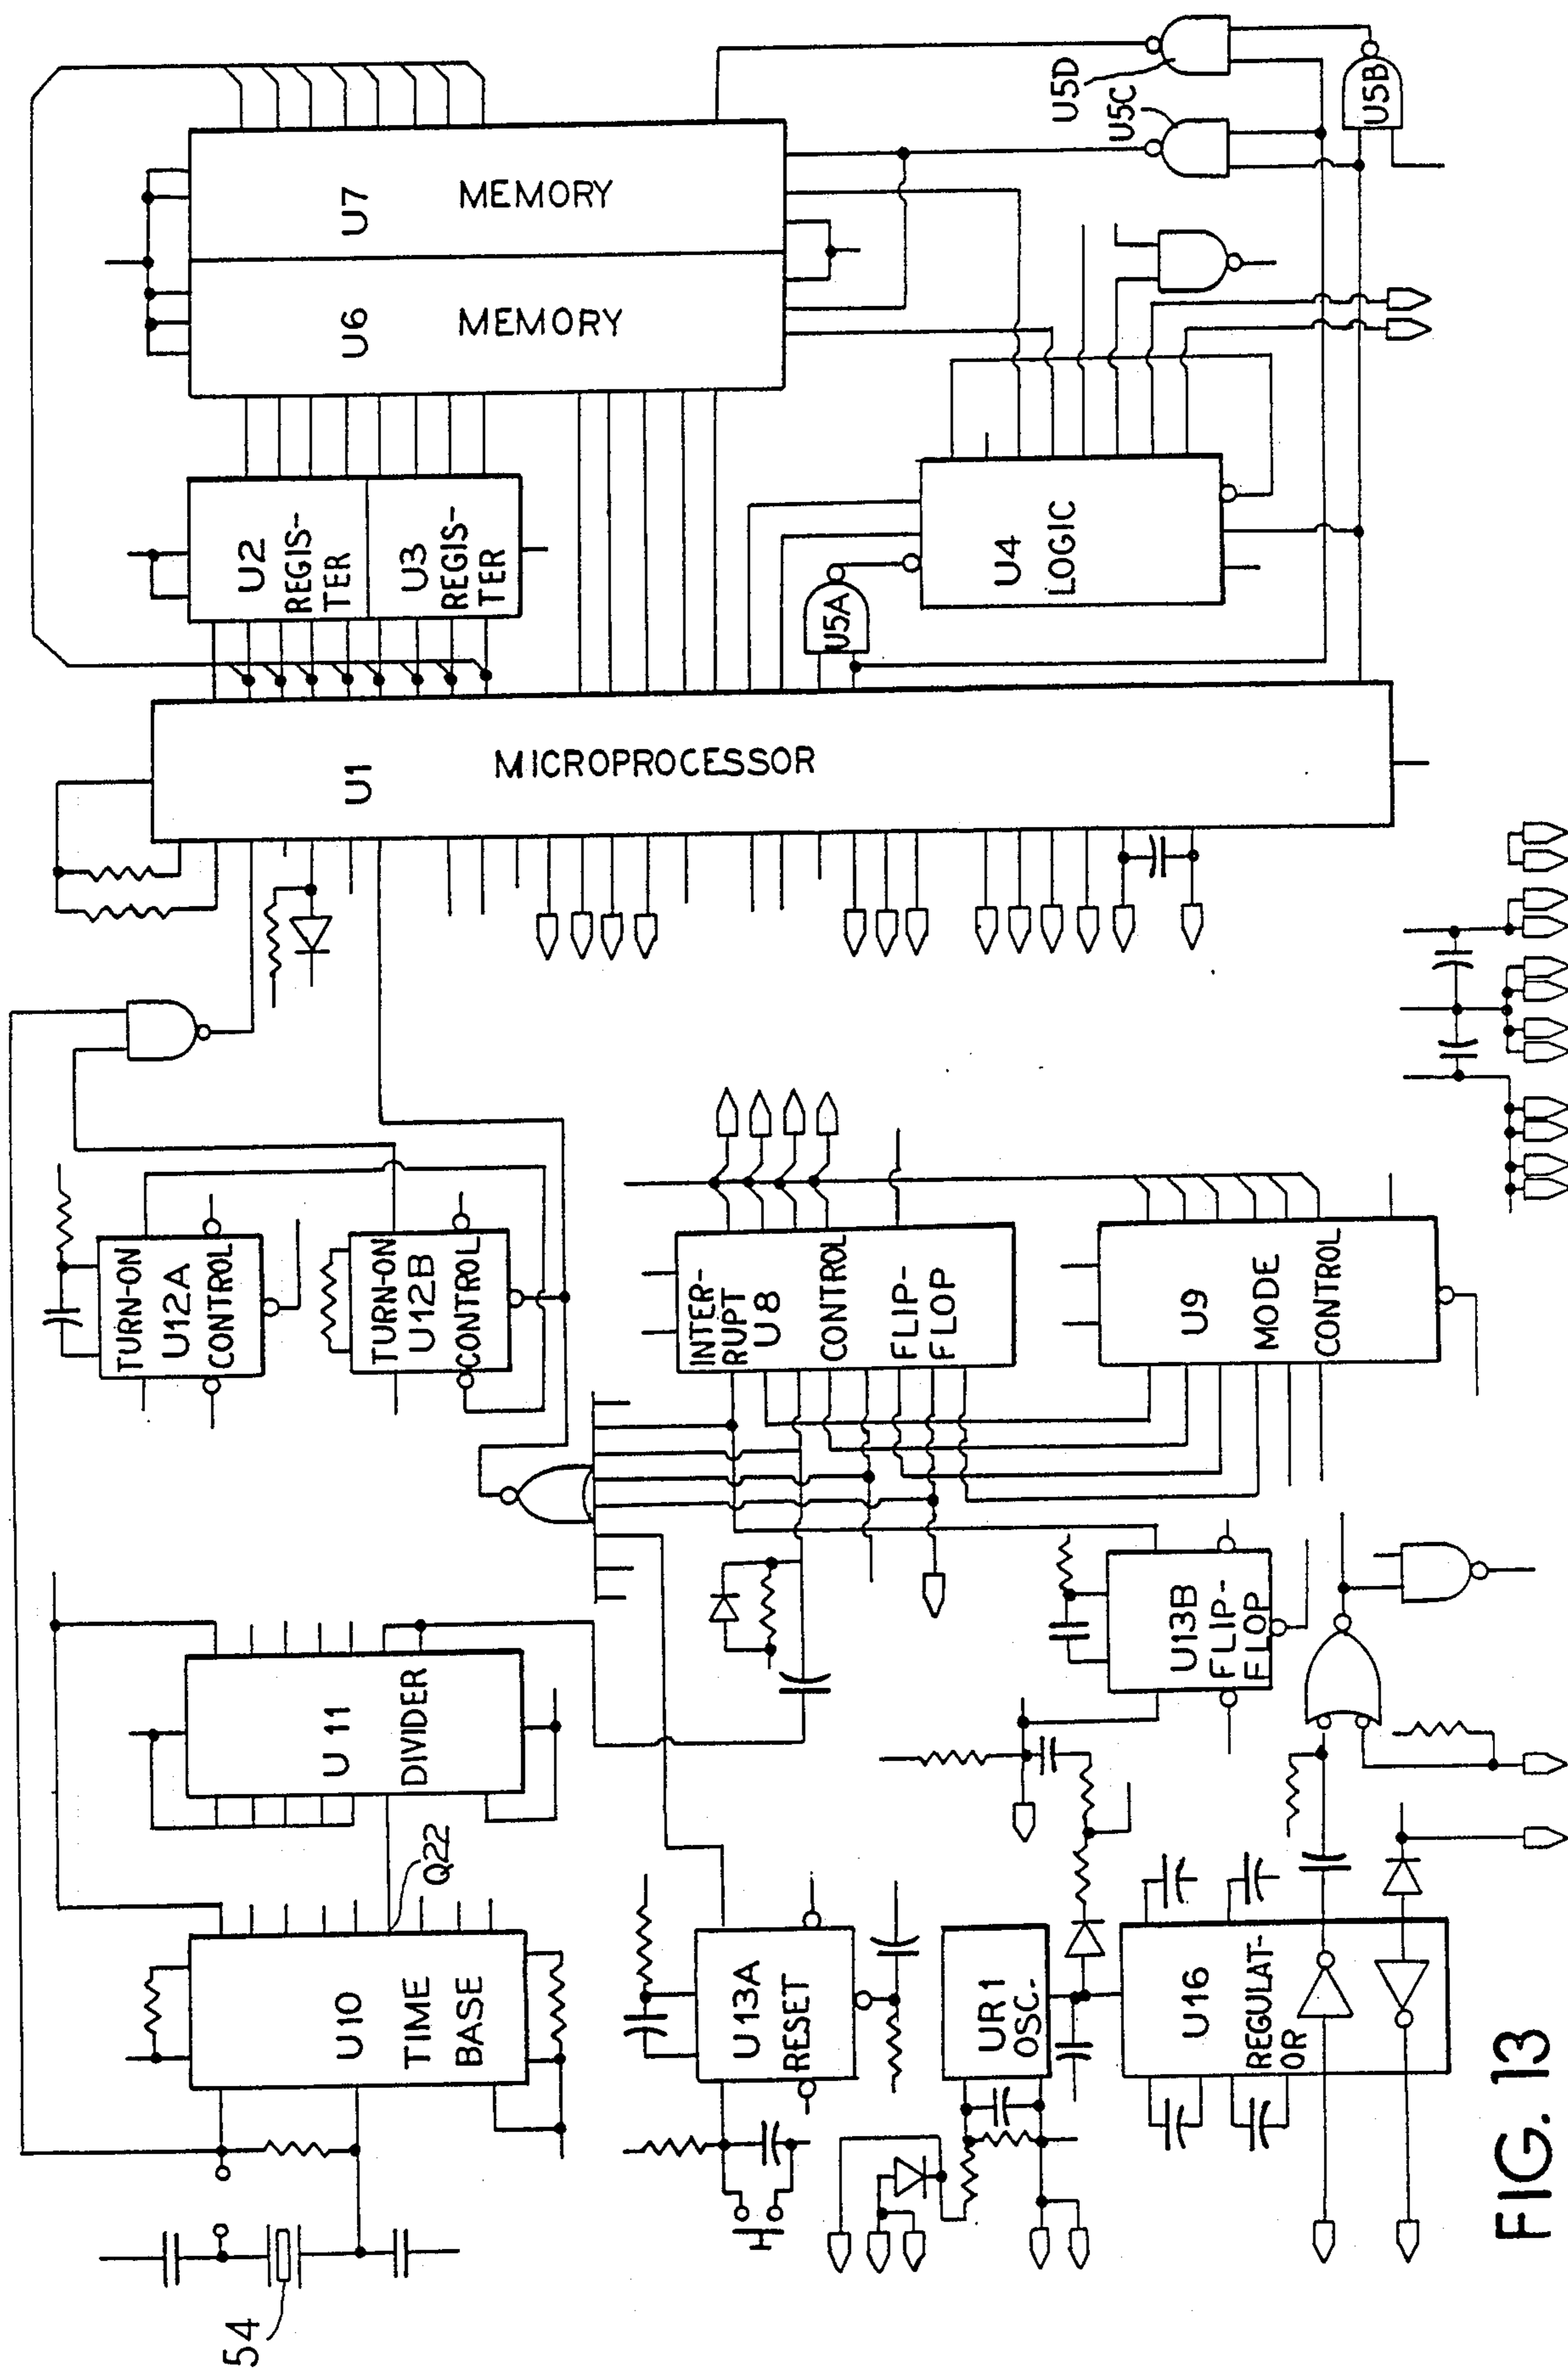 54
U10
TIME
BASE
Q22
U11
DIVIDER
TURN-ON
U12A
CONTROL
TURN-ON
U12B
CONTROL
U1
MICROPROCESSOR
U2
REGIS-
TER
U3
REGIS-
TER
U6
MEMORY
U7
MEMORY
U13A
RESET
UR1
OSC.
U16
REGULAT-
OR
U13B
FLIP-
FLOP
INTER-
RUPT
U8
CONTROL
FLIP-
FLOP
U9
MODE
CONTROL
U5A
U4
LOGIC
U5D
U5C
U5B
FIG. 13